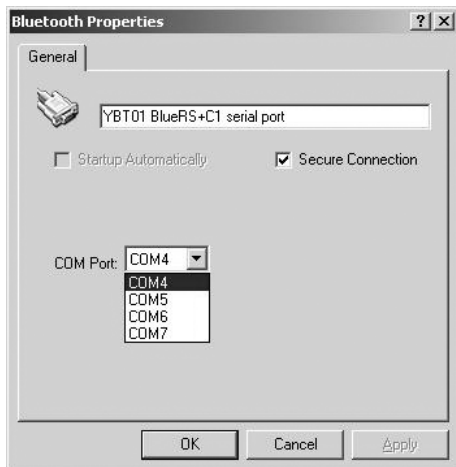 Bluetooth Properties
General
YBT01 BlueRS+C1 serial port
Startup Automatically
Secure Connection
COM Port: COM4
COM4
COM5
COM6
COM7
OK
Cancel
Apply